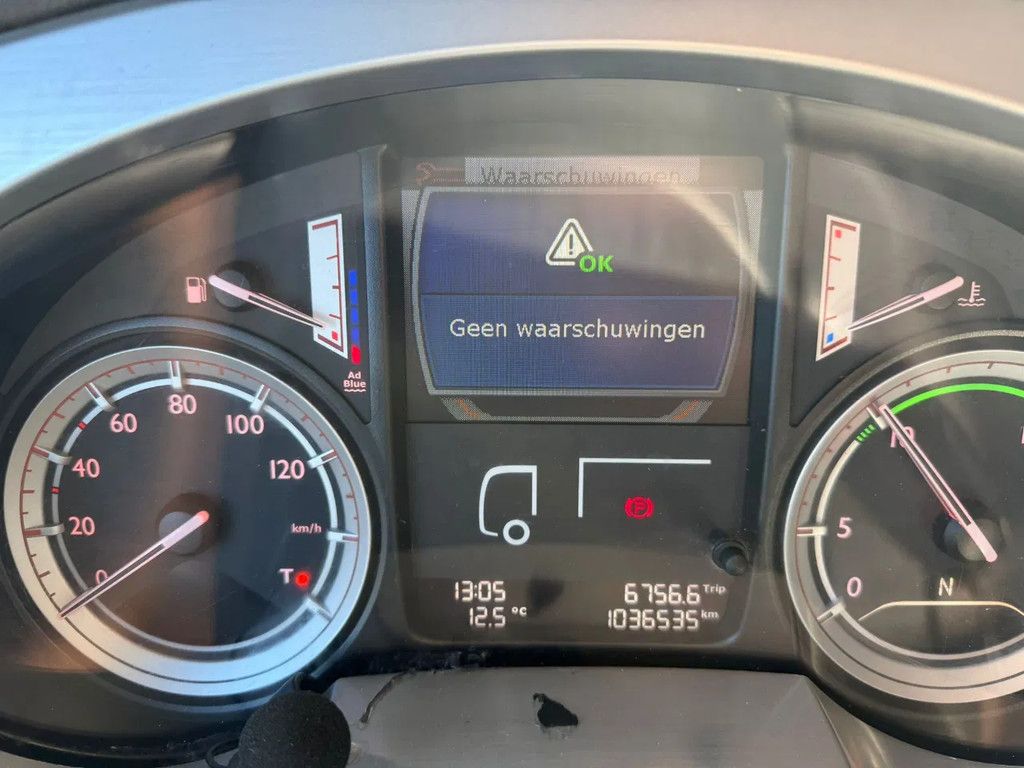 Waarschuwingen
OK
Geen waarschuwingen
Ad
Blue
0
20
40
60
80
100
120
km/h
T
P
13:05
12.5 °C
6756.6 Trip
1036535 km
0
5
10
N